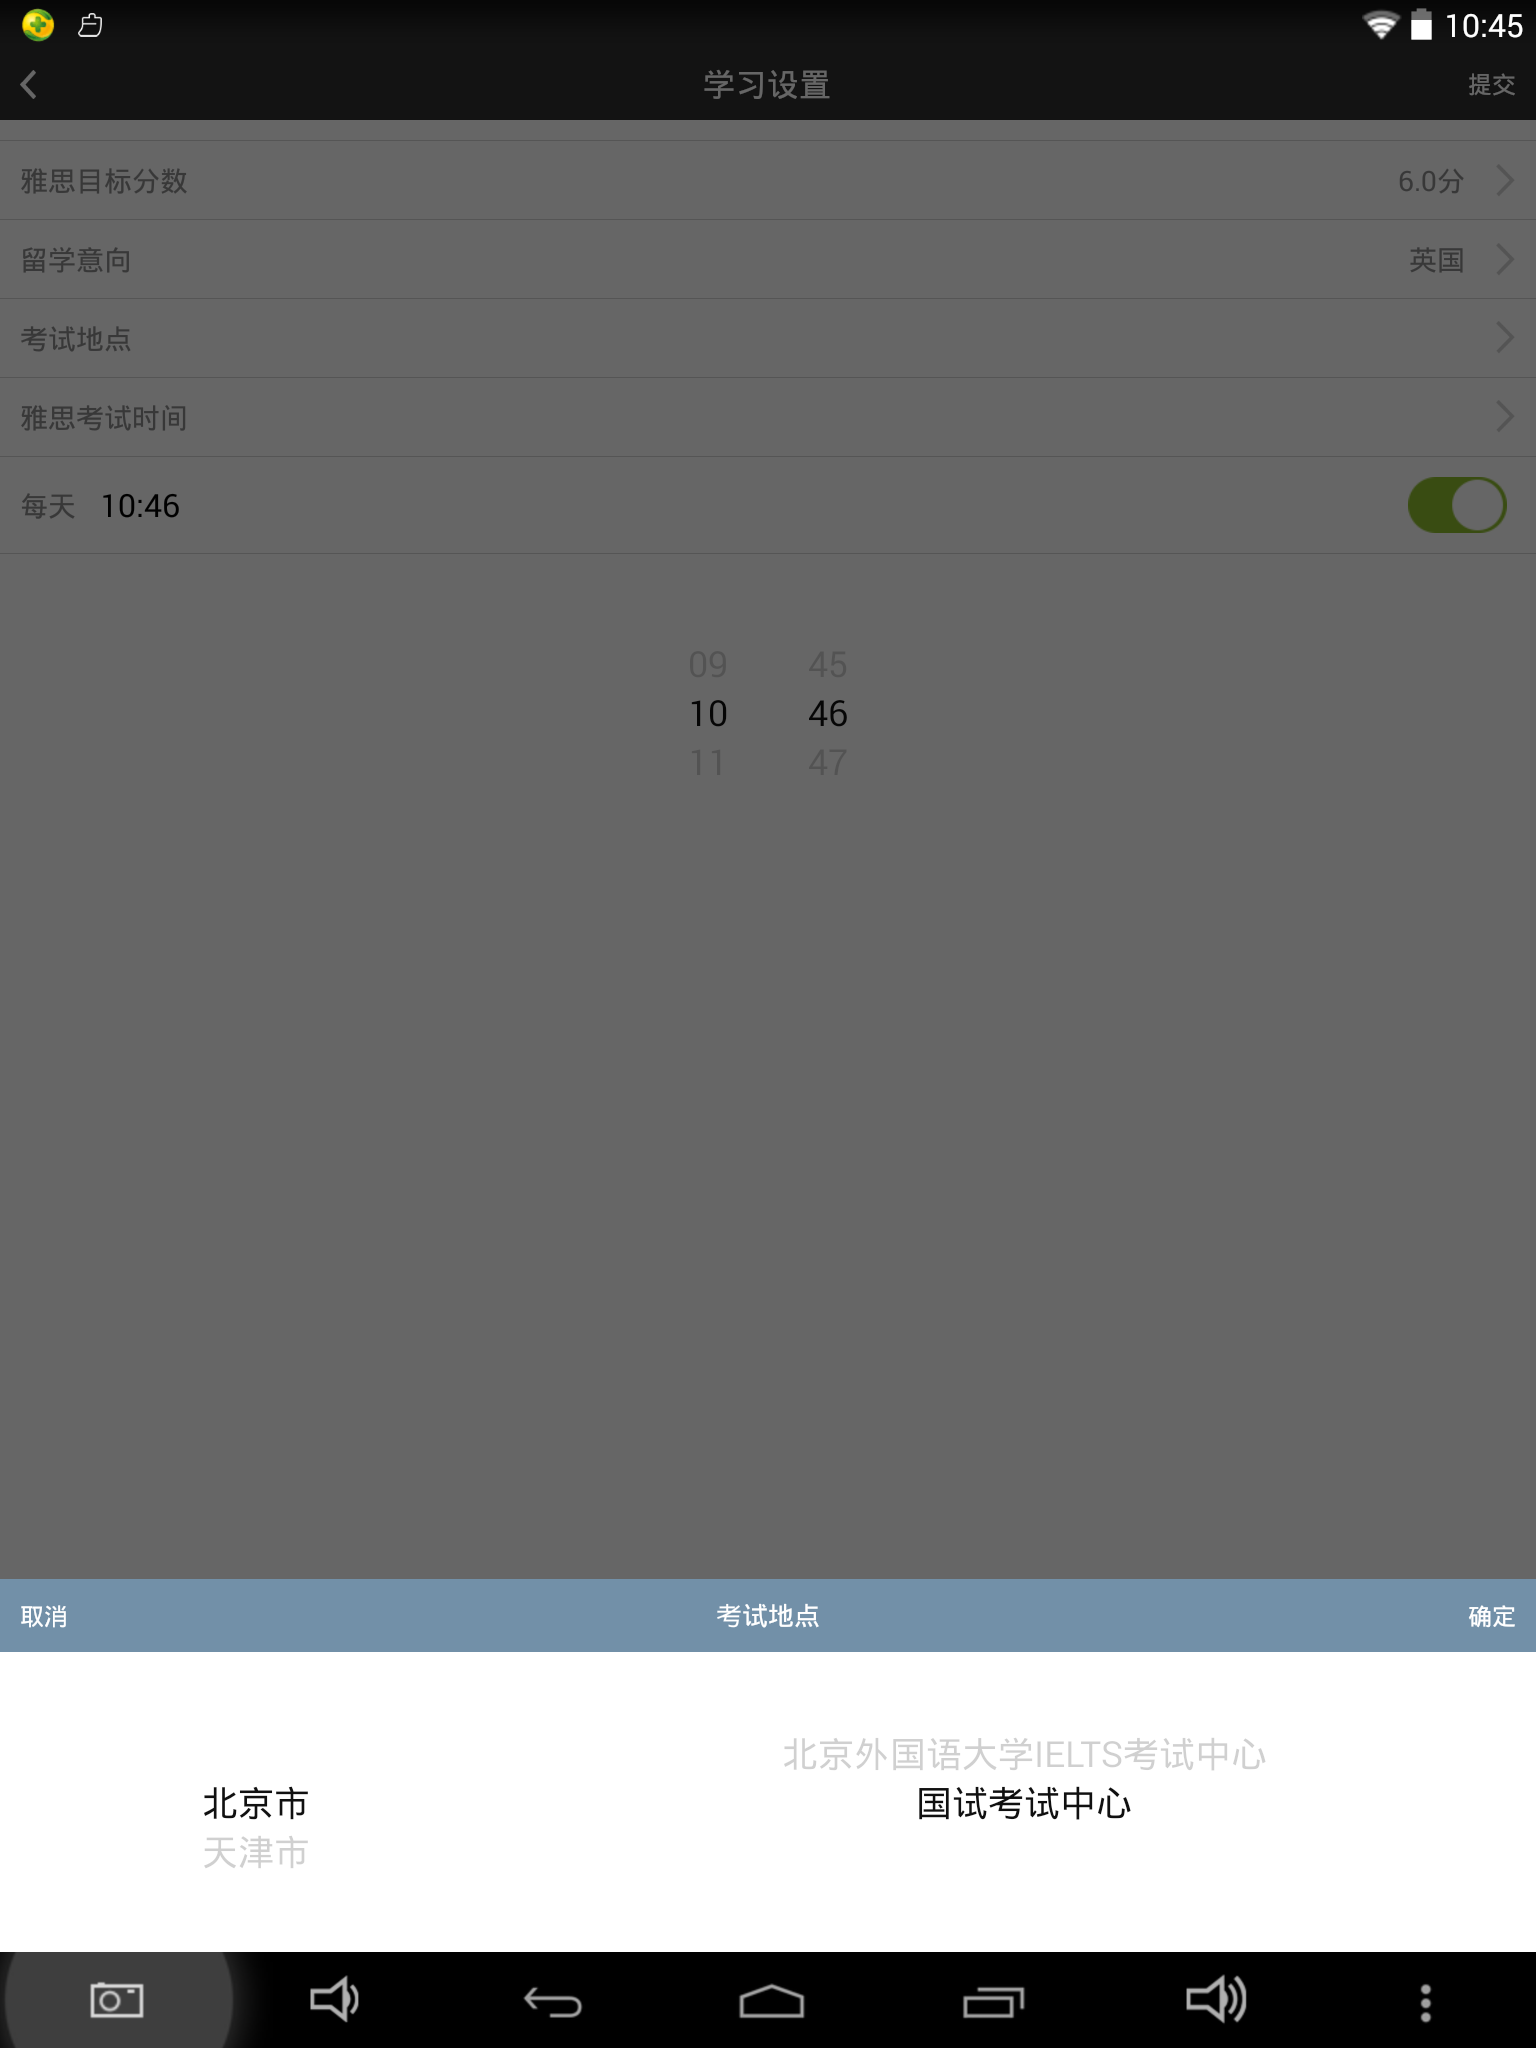 10:45
学习设置
提交
雅思目标分数
6.0分
留学意向
英国
考试地点
雅思考试时间
每天 10:46
09 45
10 46
11 47
取消
考试地点
确定
北京外国语大学IELTS考试中心
北京市
国试考试中心
天津市